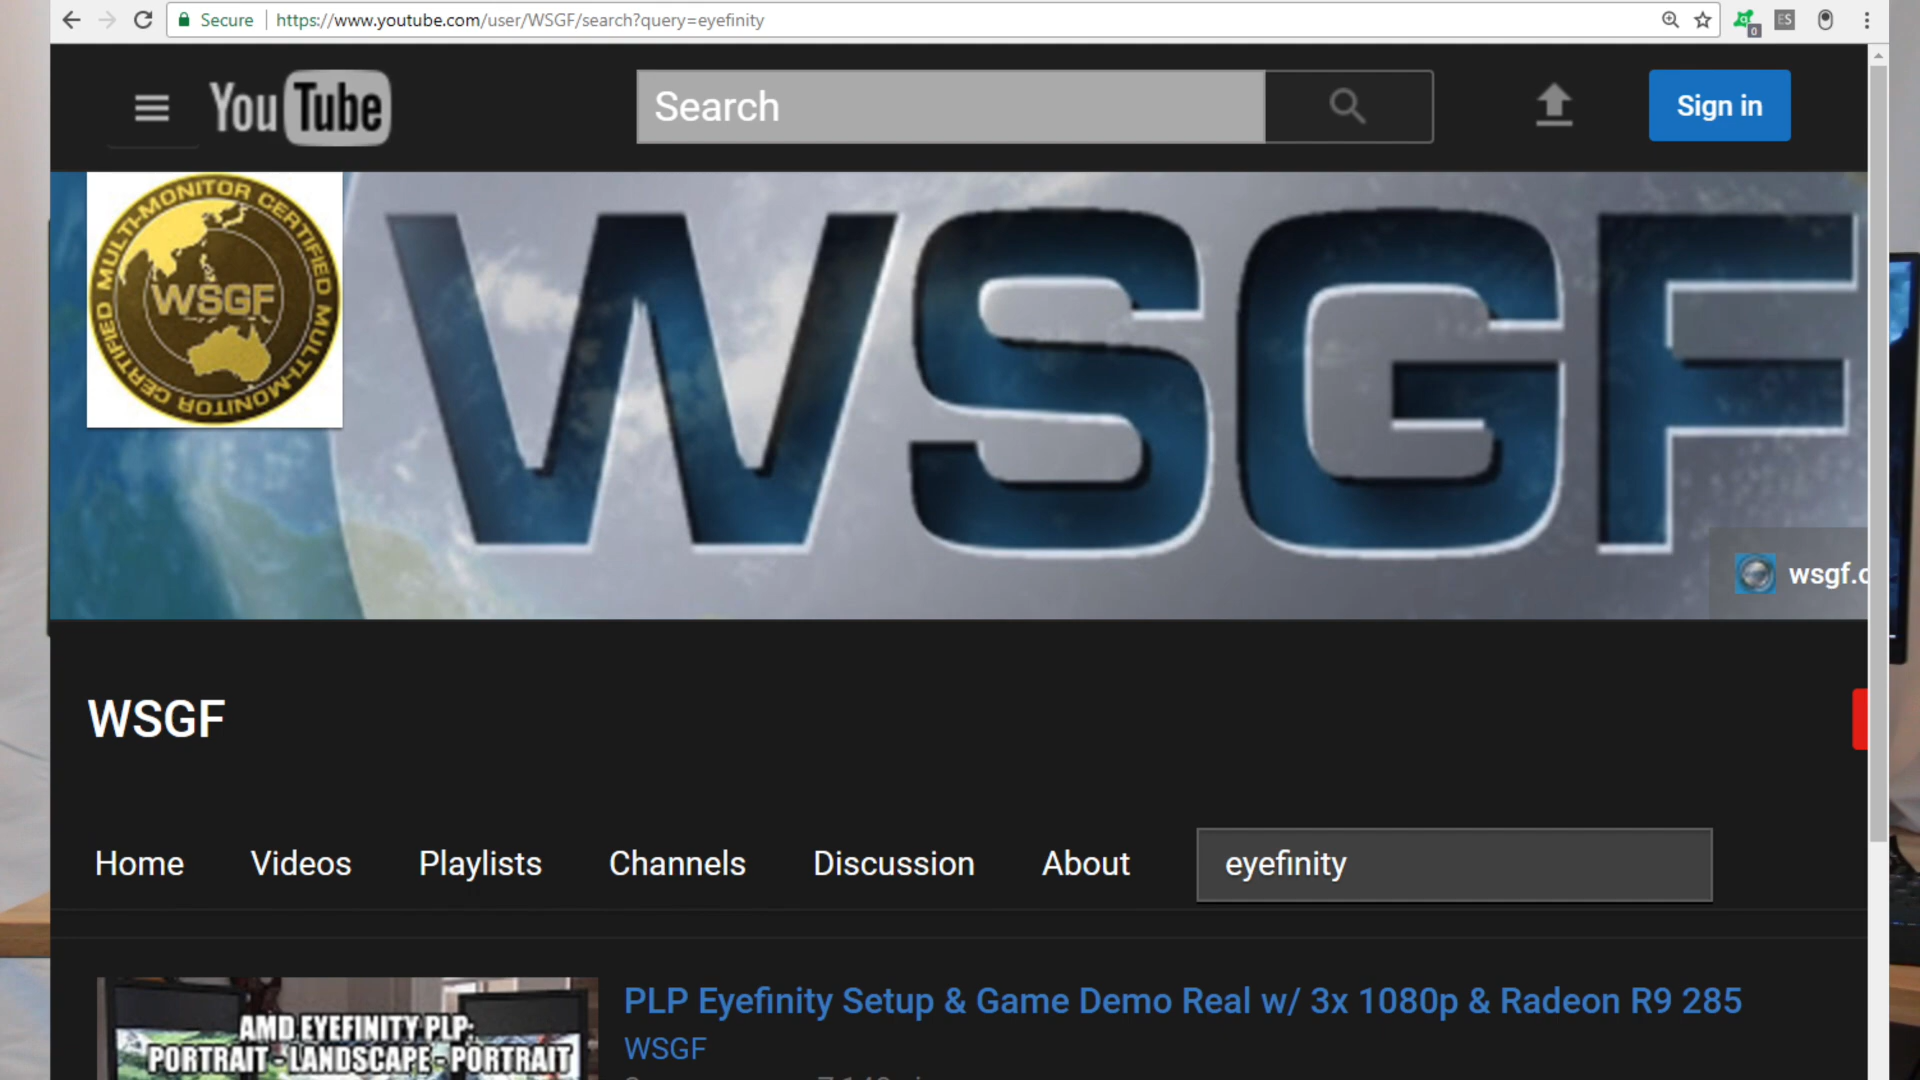 Secure https://www.youtube.com/user/WSGF/search?query=eyefinity
0
ES
YouTube
Search
Sign in
MULTI-MONITOR CERTIFIED MULTI-MONITOR CERTIFIED
WSGF
WSGF
wsgf.
WSGF
Home Videos Playlists Channels Discussion About eyefinity
AMD EYEFINITY PLP:
PORTRAIT - LANDSCAPE - PORTRAIT
PLP Eyefinity Setup & Game Demo Real w/ 3x 1080p & Radeon R9 285
WSGF